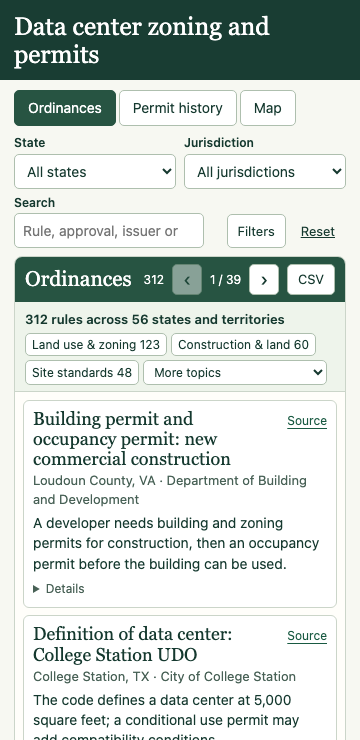 Data center zoning and
permits
Ordinances
Permit history
Map
State
Jurisdiction
All states
All jurisdictions
Search
Rule, approval, issuer or
Filters
Reset
Ordinances
312
‹
1 / 39
›
CSV
312 rules across 56 states and territories
Land use & zoning 123
Construction & land 60
Site standards 48
More topics
Building permit and
occupancy permit: new
commercial construction
Source
Loudoun County, VA · Department of Building
and Development
A developer needs building and zoning
permits for construction, then an occupancy
permit before the building can be used.
Details
Definition of data center:
College Station UDO
Source
College Station, TX · City of College Station
The code defines a data center at 5,000
square feet; a conditional use permit may
add compatibility conditions.